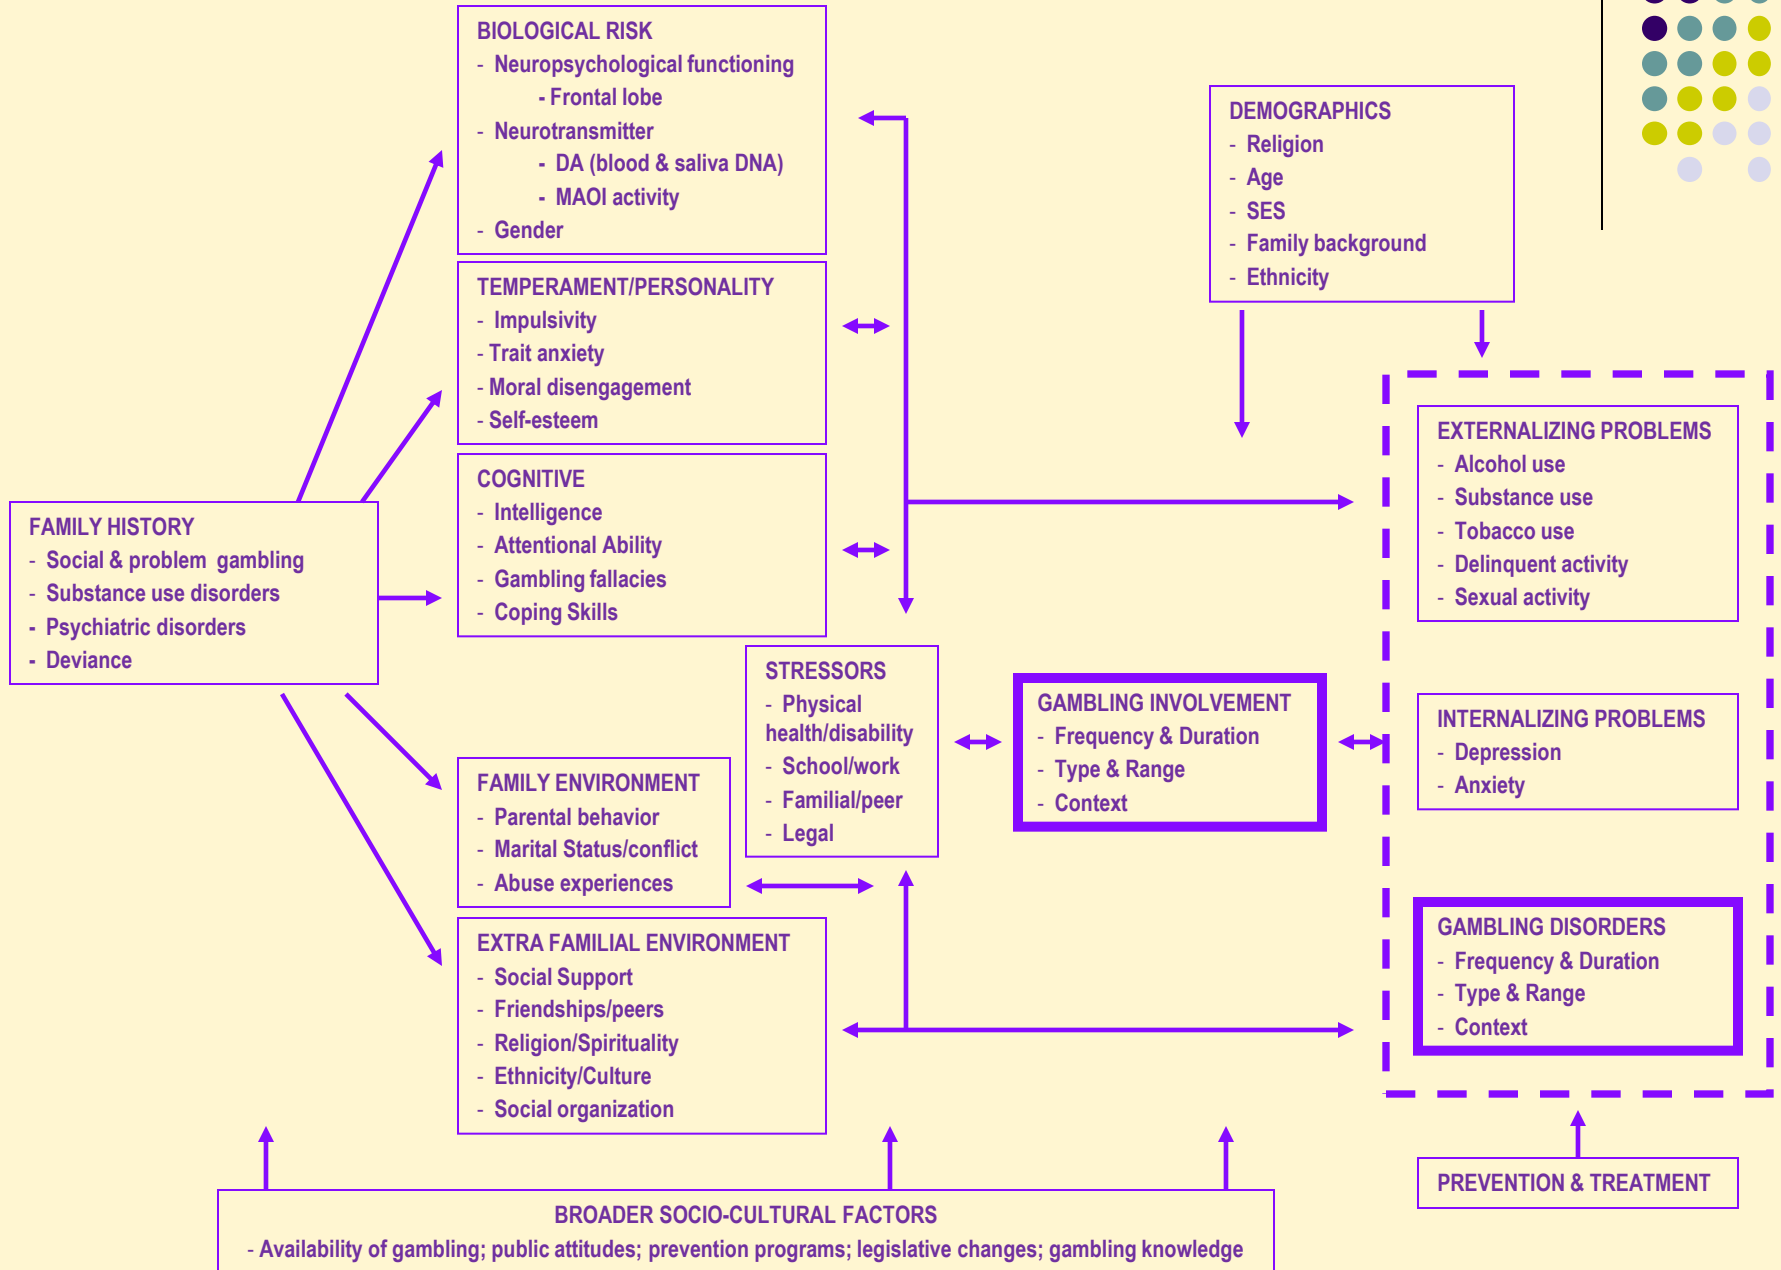 BIOLOGICAL RISK
- Neuropsychological functioning
- Frontal lobe
- Neurotransmitter
- DA (blood & saliva DNA)
- MAOI activity
- Gender
DEMOGRAPHICS
- Religion
- Age
- SES
- Family background
- Ethnicity
TEMPERAMENT/PERSONALITY
- Impulsivity
- Trait anxiety
- Moral disengagement
- Self-esteem
COGNITIVE
- Intelligence
- Attentional Ability
- Gambling fallacies
- Coping Skills
FAMILY HISTORY
- Social & problem gambling
- Substance use disorders
- Psychiatric disorders
- Deviance
EXTERNALIZING PROBLEMS
- Alcohol use
- Substance use
- Tobacco use
- Delinquent activity
- Sexual activity
STRESSORS
- Physical
health/disability
- School/work
- Familial/peer
- Legal
GAMBLING INVOLVEMENT
- Frequency & Duration
- Type & Range
- Context
INTERNALIZING PROBLEMS
- Depression
- Anxiety
FAMILY ENVIRONMENT
- Parental behavior
- Marital Status/conflict
- Abuse experiences
EXTRA FAMILIAL ENVIRONMENT
- Social Support
- Friendships/peers
- Religion/Spirituality
- Ethnicity/Culture
- Social organization
GAMBLING DISORDERS
- Frequency & Duration
- Type & Range
- Context
PREVENTION & TREATMENT
BROADER SOCIO-CULTURAL FACTORS
- Availability of gambling; public attitudes; prevention programs; legislative changes; gambling knowledge